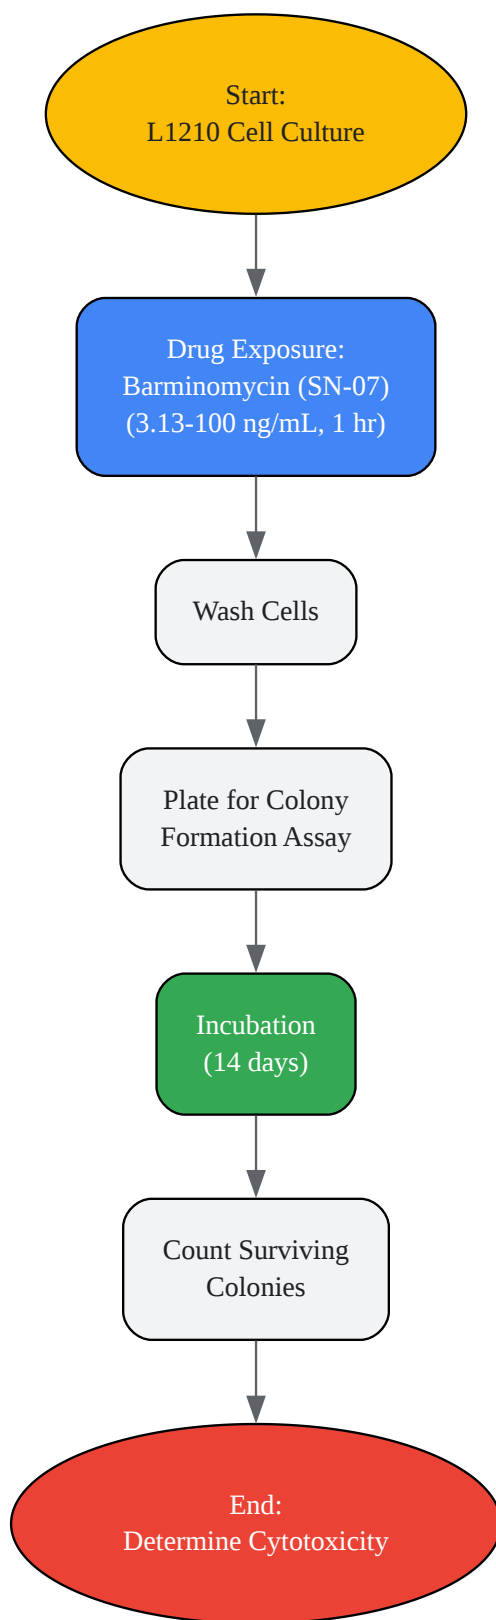 Start:
L1210 Cell Culture
Drug Exposure:
Barminomycin (SN-07)
(3.13-100 ng/mL, 1 hr)
Wash Cells
Plate for Colony
Formation Assay
Incubation
(14 days)
Count Surviving
Colonies
End:
Determine Cytotoxicity